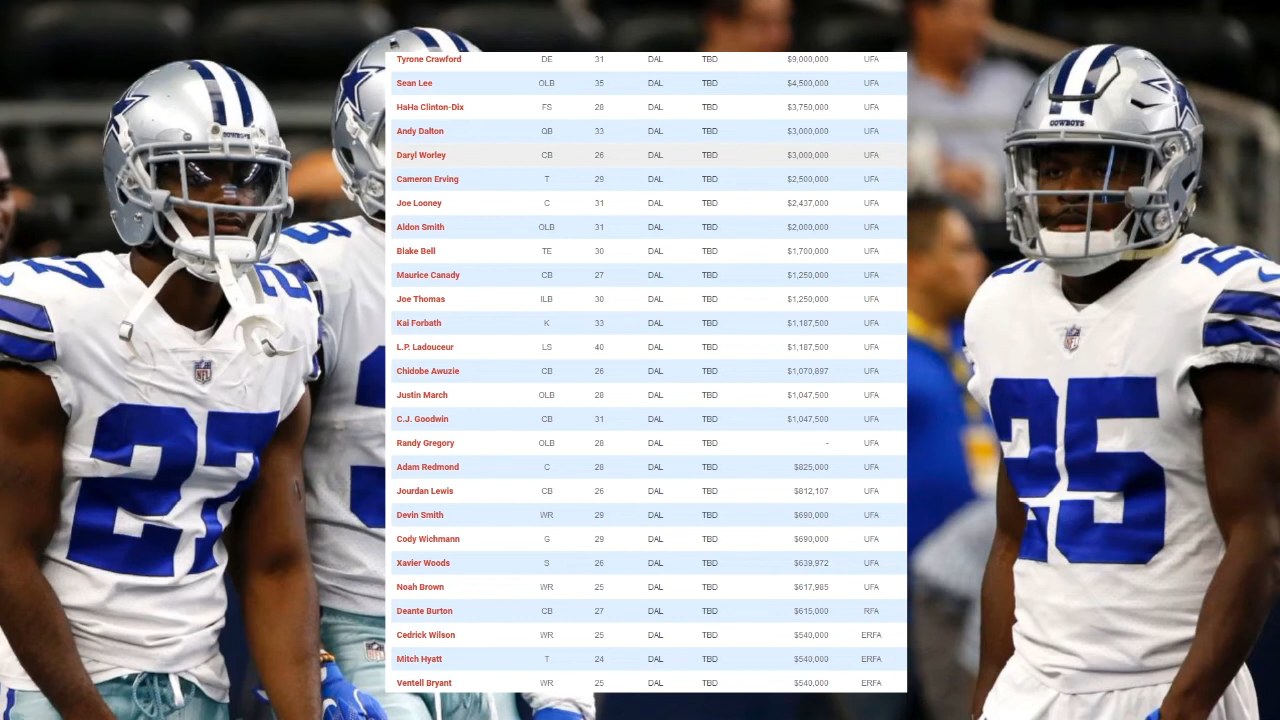 Tyrone Crawford DE 31 DAL TBD $9,000,000 UFA
Sean Lee OLB 35 DAL TBD $4,500,000 UFA
HaHa Clinton-Dix FS 28 DAL TBD $3,750,000 UFA
Andy Dalton QB 33 DAL TBD $3,000,000 UFA
Daryl Worley CB 26 DAL TBD $3,000,000 UFA
Cameron Erving T 29 DAL TBD $2,500,000 UFA
Joe Looney C 31 DAL TBD $2,437,000 UFA
Aldon Smith OLB 31 DAL TBD $2,000,000 UFA
Blake Bell TE 30 DAL TBD $1,700,000 UFA
Maurice Canady CB 27 DAL TBD $1,250,000 UFA
Joe Thomas ILB 30 DAL TBD $1,250,000 UFA
Kai Forbath K 33 DAL TBD $1,187,500 UFA
L.P. Ladouceur LS 40 DAL TBD $1,187,500 UFA
Chidobe Awuzie CB 26 DAL TBD $1,070,897 UFA
Justin March OLB 28 DAL TBD $1,047,500 UFA
C.J. Goodwin CB 31 DAL TBD $1,047,500 UFA
Randy Gregory OLB 28 DAL TBD - UFA
Adam Redmond C 28 DAL TBD $825,000 UFA
Jourdan Lewis CB 26 DAL TBD $812,107 UFA
Devin Smith WR 29 DAL TBD $690,000 UFA
Cody Wichmann G 29 DAL TBD $690,000 UFA
Xavier Woods S 26 DAL TBD $639,972 UFA
Noah Brown WR 25 DAL TBD $617,985 UFA
Deante Burton CB 27 DAL TBD $615,000 RFA
Cedrick Wilson WR 25 DAL TBD ERFA
Mitch Hyatt T 24 DAL TBD $540,000 ERFA
Ventell Bryant WR 25 DAL TBD $540,000 ERFA
COWBOYS
27
27
NFL
NFL
COWBOYS
25
NFL
25